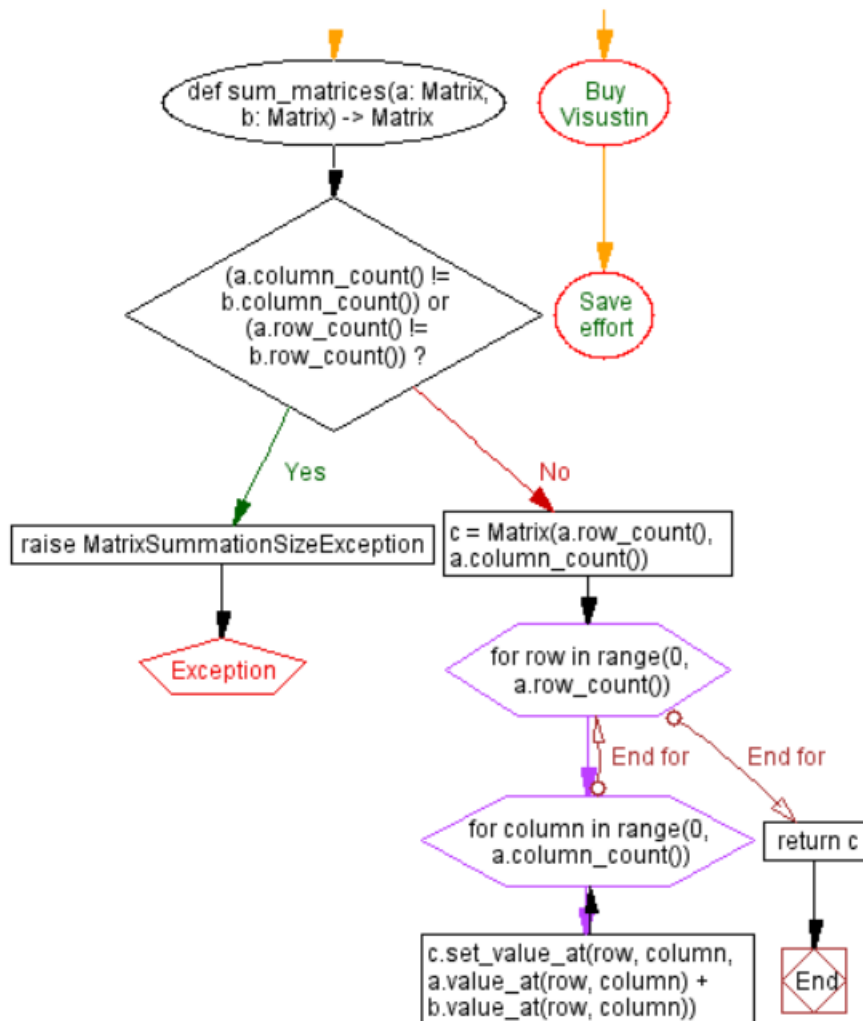 def sum_matrices(a: Matrix,
b: Matrix) -> Matrix
Buy
Visustin
(a.column_count() !=
b.column_count()) or
(a.row_count() !=
b.row_count()) ?
Save
effort
Yes
No
raise MatrixSummationSizeException
c = Matrix(a.row_count(),
a.column_count())
Exception
for row in range(0,
a.row_count())
End for
End for
for column in range(0,
a.column_count())
return c
c.set_value_at(row, column,
a.value_at(row, column) +
b.value_at(row, column))
End